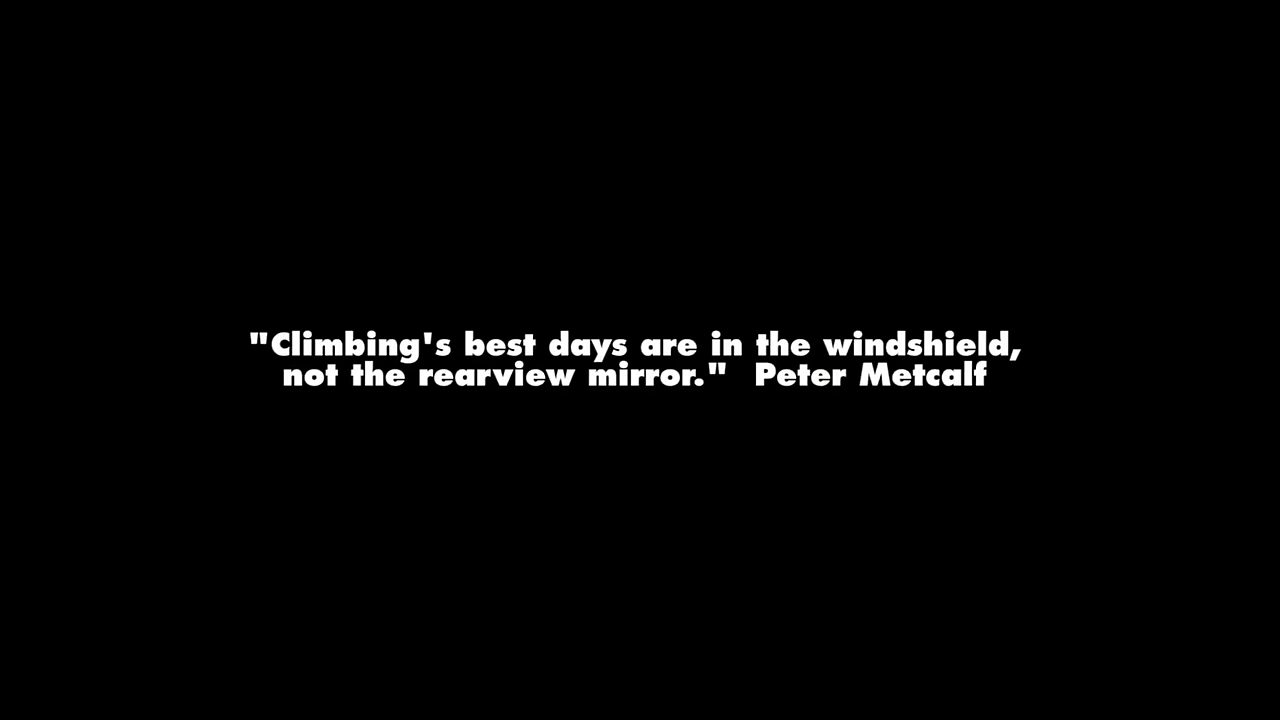 "Climbing's best days are in the windshield,
not the rearview mirror."  Peter Metcalf